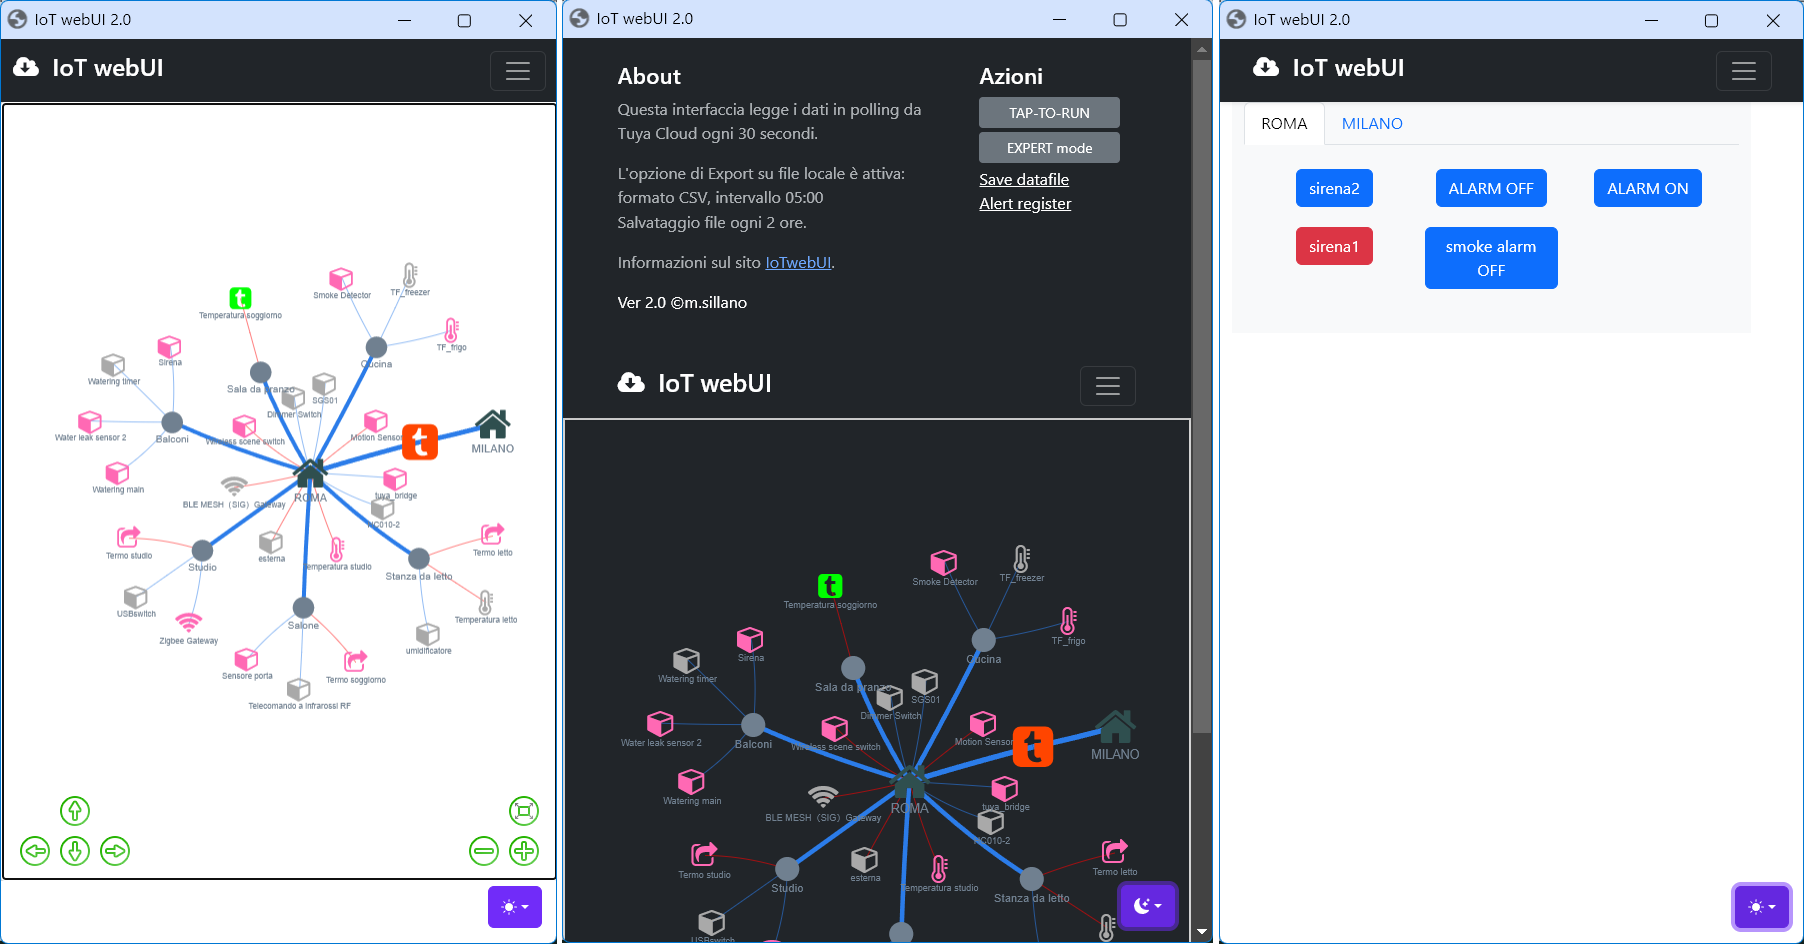 IoT webUI 2.0
IoT webUI
Smoke Detector
TF_freezer
Temperatura soggiorno
TF_frigo
Cucina
Sirena
Watering timer
Sala da pranzo
SGS01
Dimmer Switch
Water leak sensor 2
Balconi
Wireless scene switch
Motion Sensor
MILANO
Watering main
ROMA
tuya_bridge
BLE MESH（SIG）Gateway
WC010-2
Termo studio
Studio
esterna
Temperatura studio
Termo letto
Stanza da letto
USBswitch
Salone
Temperatura letto
Zigbee Gateway
umidificatore
Sensore porta
Termo soggiorno
Telecomando a infrarossi RF
IoT webUI 2.0
About
Questa interfaccia legge i dati in polling da
Tuya Cloud ogni 30 secondi.
L'opzione di Export su file locale è attiva:
formato CSV, intervallo 05:00
Salvataggio file ogni 2 ore.
Informazioni sul sito IoTwebUI.
Ver 2.0 ©m.sillano
Azioni
TAP-TO-RUN
EXPERT mode
Save datafile
Alert register
IoT webUI
Smoke Detector
TF_freezer
Temperatura soggiorno
TF_frigo
Sirena
Cucina
Watering timer
Sala da pranzo
SGS01
Dimmer Switch
Water leak sensor 2
Balconi
Wireless scene switch
Motion Sensor
MILANO
Watering main
ROMA
tuya_bridge
BLE MESH（SIG）Gateway
WC010-2
Termo studio
Studio
esterna
Temperatura studio
Termo letto
Stanza da letto
USBswitch
IoT webUI 2.0
IoT webUI
ROMA
MILANO
sirena2
ALARM OFF
ALARM ON
sirena1
smoke alarm
OFF